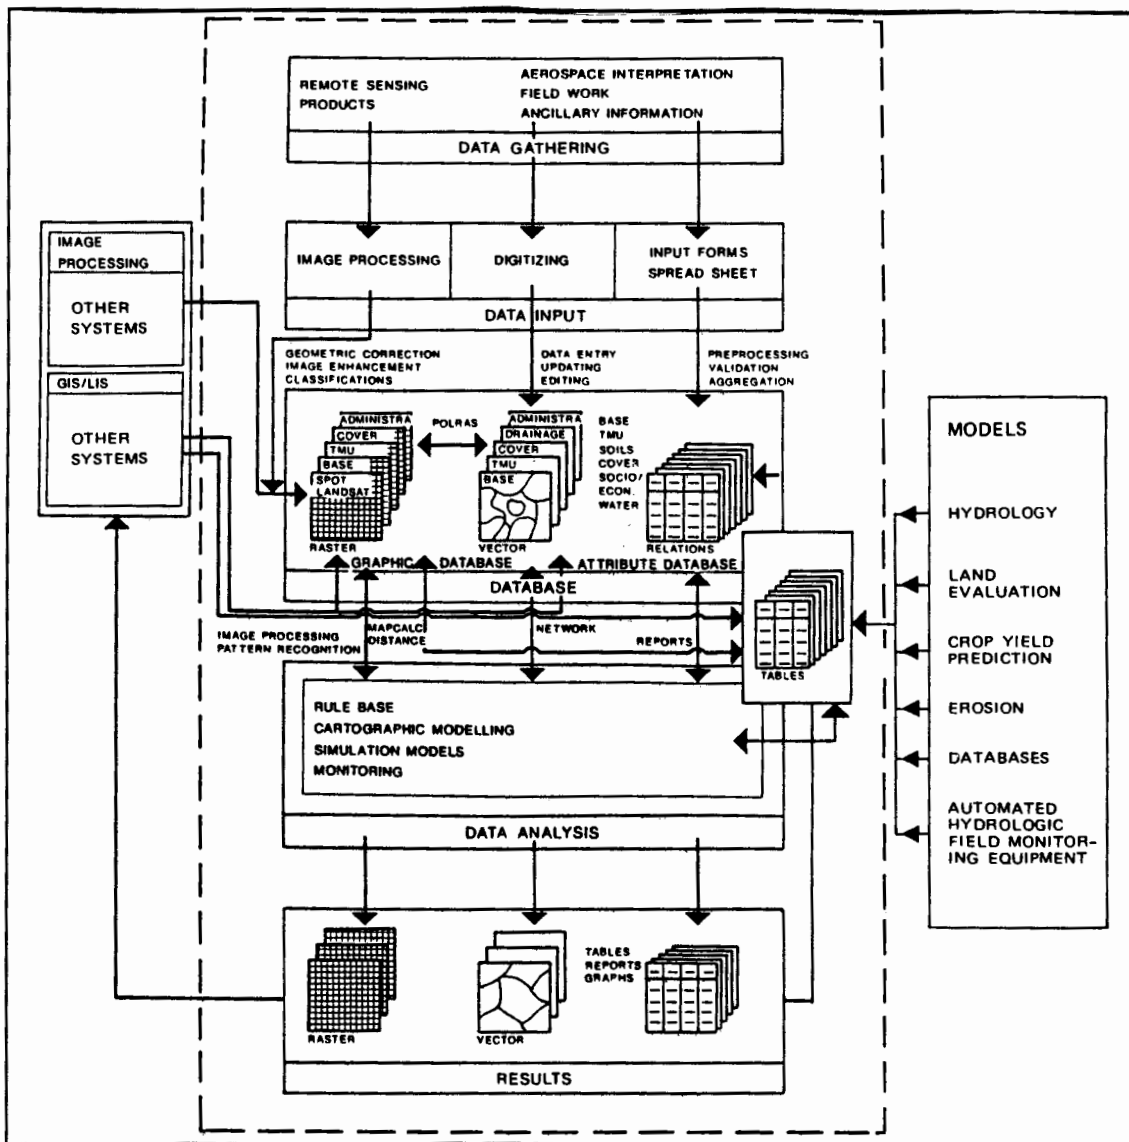 REMOTE SENSING
PRODUCTS
AEROSPACE INTERPRETATION
FIELD WORK
ANCILLARY INFORMATION
DATA GATHERING
IMAGE
PROCESSING
OTHER
SYSTEMS
GIS/LIS
OTHER
SYSTEMS
IMAGE PROCESSING
DIGITIZING
INPUT FORMS
SPREAD SHEET
DATA INPUT
GEOMETRIC CORRECTION
IMAGE ENHANCEMENT
CLASSIFICATIONS
DATA ENTRY
UPDATING
EDITING
PREPROCESSING
VALIDATION
AGGREGATION
ADMINISTRA
COVER
TMU
BASE
SPOT
LANDSAT
RASTER
POLRAS
ADMINISTRA
DRAINAGE
COVER
TMU
BASE
VECTOR
BASE
TMU
SOILS
COVER
SOCIO/
ECON.
WATER
RELATIONS
GRAPHIC DATABASE
ATTRIBUTE DATABASE
DATABASE
IMAGE PROCESSING
PATTERN RECOGNITION
MAPCALC
DISTANCE
NETWORK
REPORTS
TABLES
RULE BASE
CARTOGRAPHIC MODELLING
SIMULATION MODELS
MONITORING
DATA ANALYSIS
RASTER
VECTOR
TABLES
REPORTS
GRAPHS
RESULTS
MODELS
HYDROLOGY
LAND
EVALUATION
CROP YIELD
PREDICTION
EROSION
DATABASES
AUTOMATED
HYDROLOGIC
FIELD MONITOR-
ING EQUIPMENT